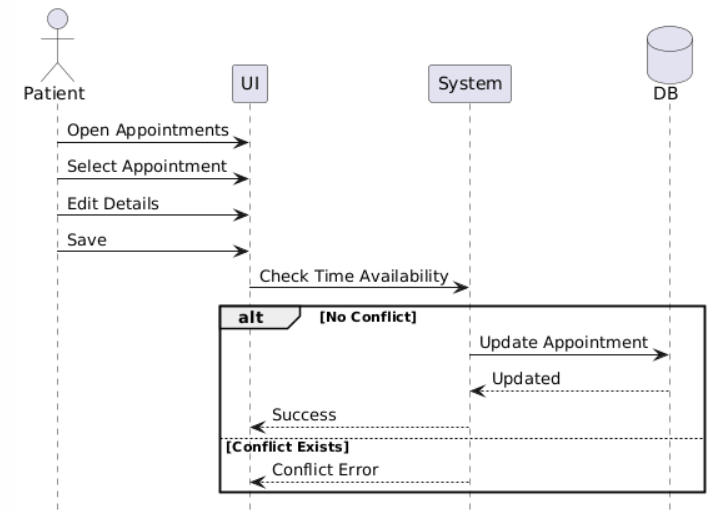 Patient
UI
System
DB
Open Appointments
Select Appointment
Edit Details
Save
Check Time Availability
alt [No Conflict]
Update Appointment
Updated
Success
[Conflict Exists]
Conflict Error